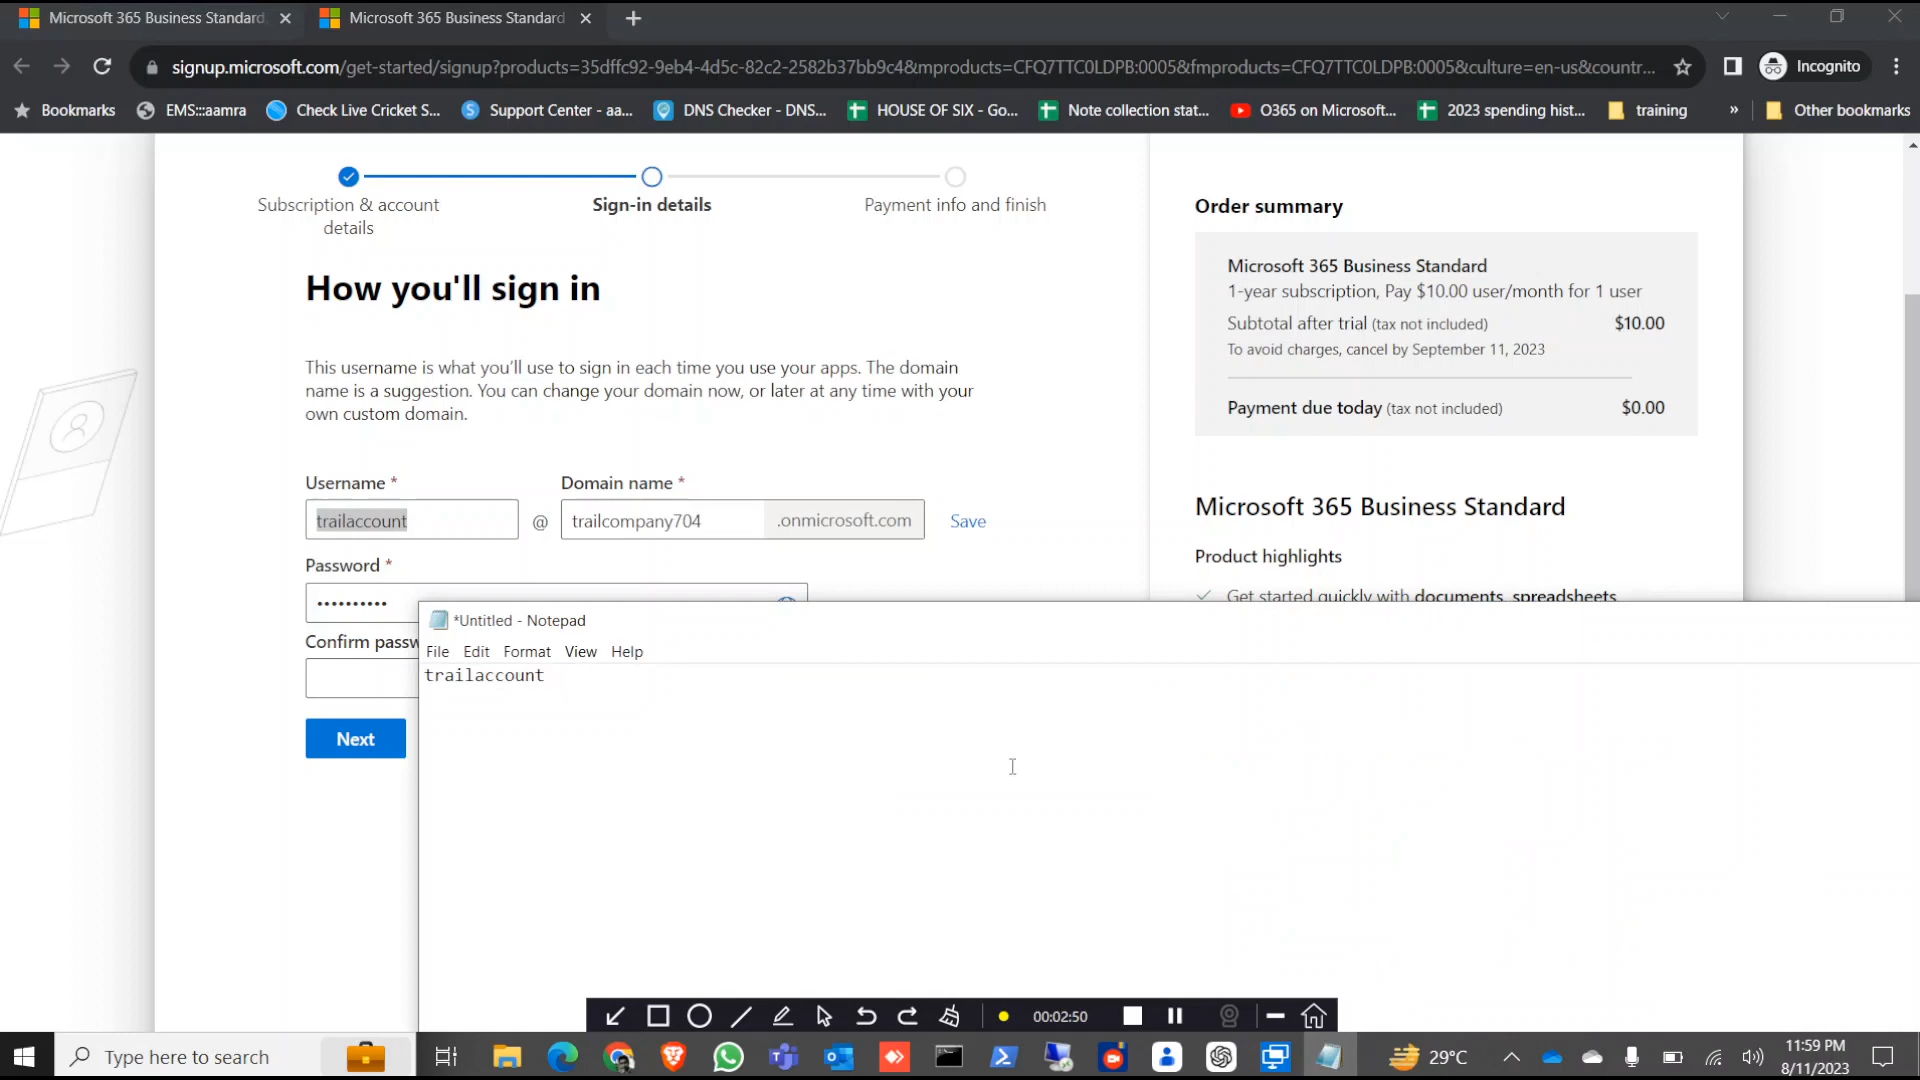 Microsoft 365 Business Standard
Microsoft 365 Business Standard
signup.microsoft.com/get-started/signup?products=35dffc92-9eb4-4d5c-82c2-2582b37bb9c4&mproducts=CFQ7TTC0LDPB:0005&fmproducts=CFQ7TTC0LDPB:0005&culture=en-us&countr...
Incognito
Bookmarks
EMS:::aamra
Check Live Cricket S...
Support Center - aa...
DNS Checker - DNS...
HOUSE OF SIX - Go...
Note collection stat...
O365 on Microsoft...
2023 spending hist...
training
»
Other bookmarks
Subscription & account
details
Sign-in details
Payment info and finish
How you'll sign in
This username is what you'll use to sign in each time you use your apps. The domain
name is a suggestion. You can change your domain now, or later at any time with your
own custom domain.
Username *
Domain name *
trailaccount
@
trailcompany704
.onmicrosoft.com
Save
Password *
••••••••••
Confirm passw
Next
Order summary
Microsoft 365 Business Standard
1-year subscription, Pay $10.00 user/month for 1 user
Subtotal after trial (tax not included) $10.00
To avoid charges, cancel by September 11, 2023
Payment due today (tax not included) $0.00
Microsoft 365 Business Standard
Product highlights
Get started quickly with documents, spreadsheets,
*Untitled - Notepad
File Edit Format View Help
trailaccount
00:02:50
Type here to search
29°C
11:59 PM
8/11/2023